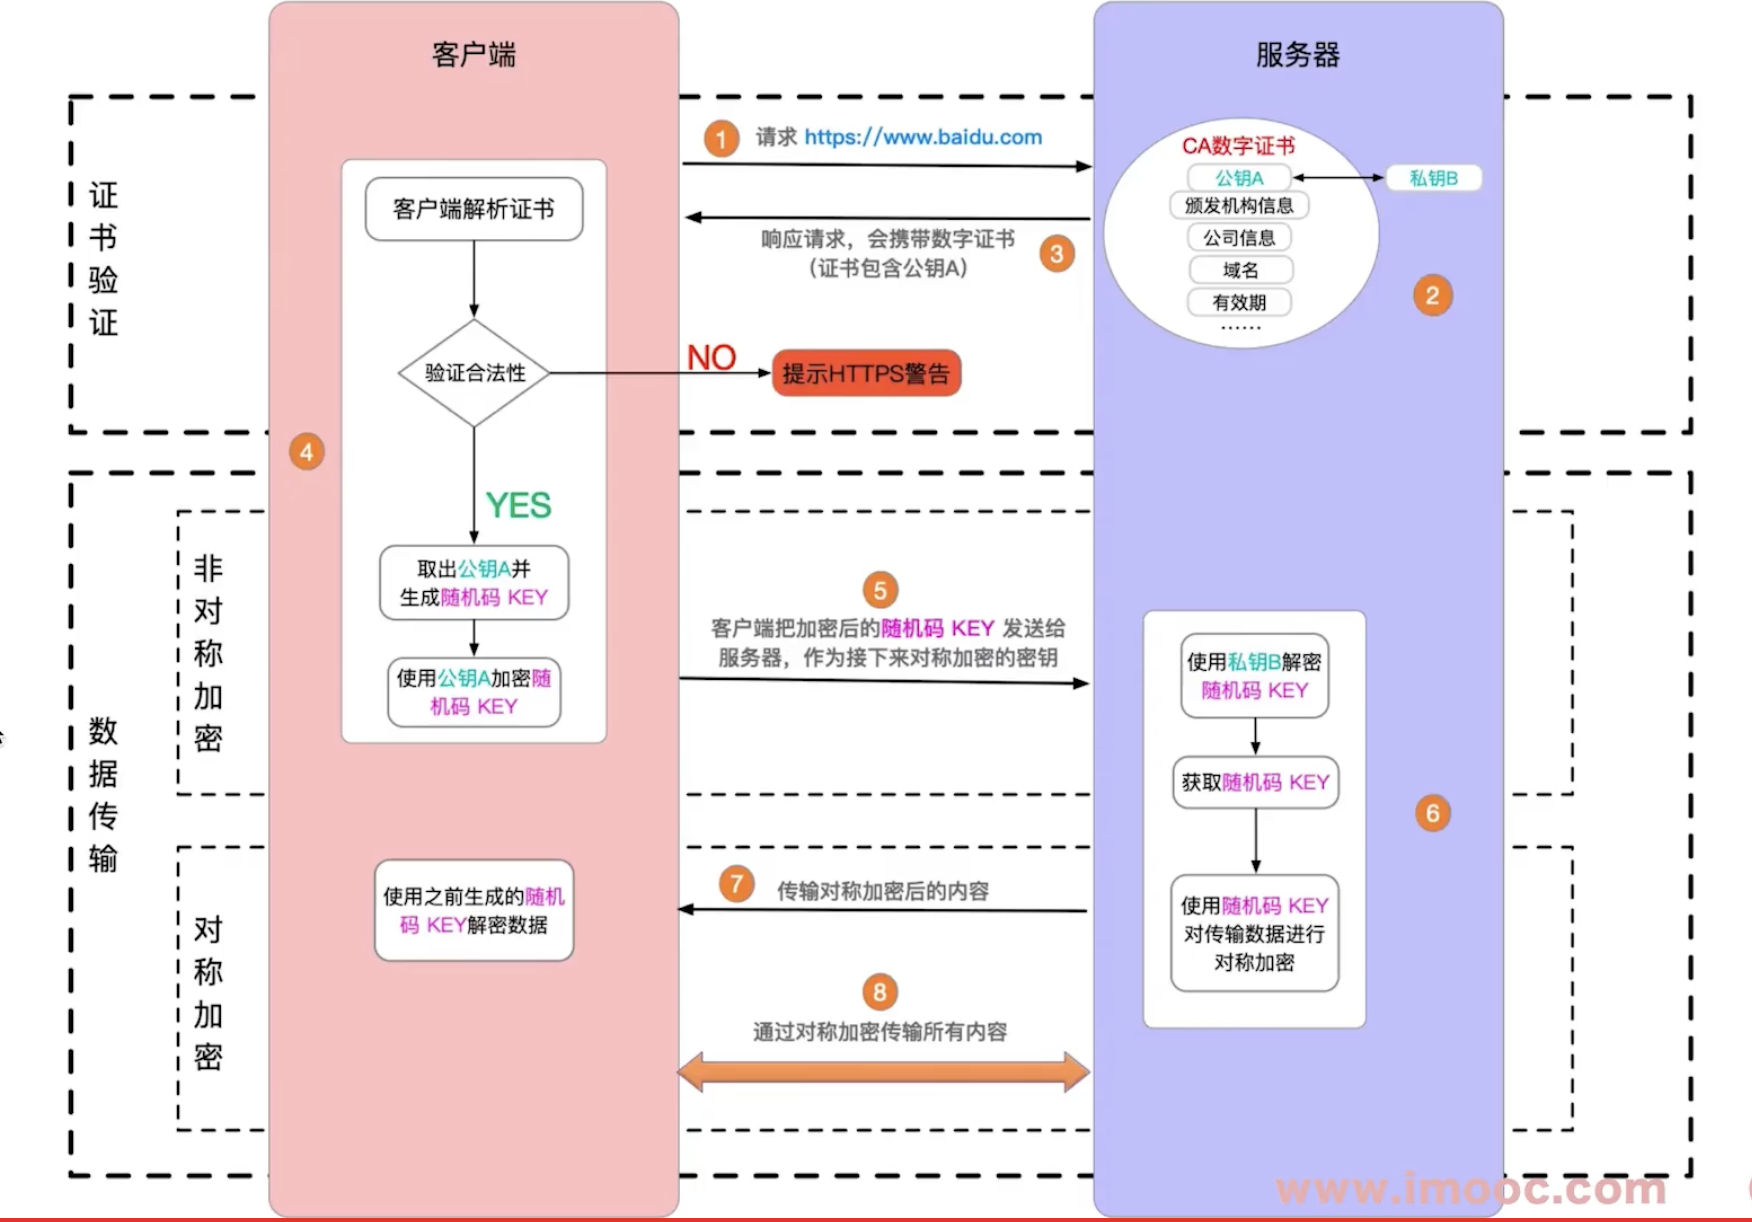 客户端
服务器
证书验证
1
请求 https://www.baidu.com
CA数字证书
公钥A
私钥B
颁发机构信息
公司信息
域名
有效期
······
2
响应请求，会携带数字证书
（证书包含公钥A）
3
客户端解析证书
验证合法性
NO
提示HTTPS警告
4
YES
数据传输
非对称加密
取出公钥A并
生成随机码 KEY
使用公钥A加密随
机码 KEY
5
客户端把加密后的随机码 KEY 发送给
服务器，作为接下来对称加密的密钥
使用私钥B解密
随机码 KEY
获取随机码 KEY
6
对称加密
使用之前生成的随机
码 KEY解密数据
7
传输对称加密后的内容
使用随机码 KEY
对传输数据进行
对称加密
8
通过对称加密传输所有内容
www.imooc.com